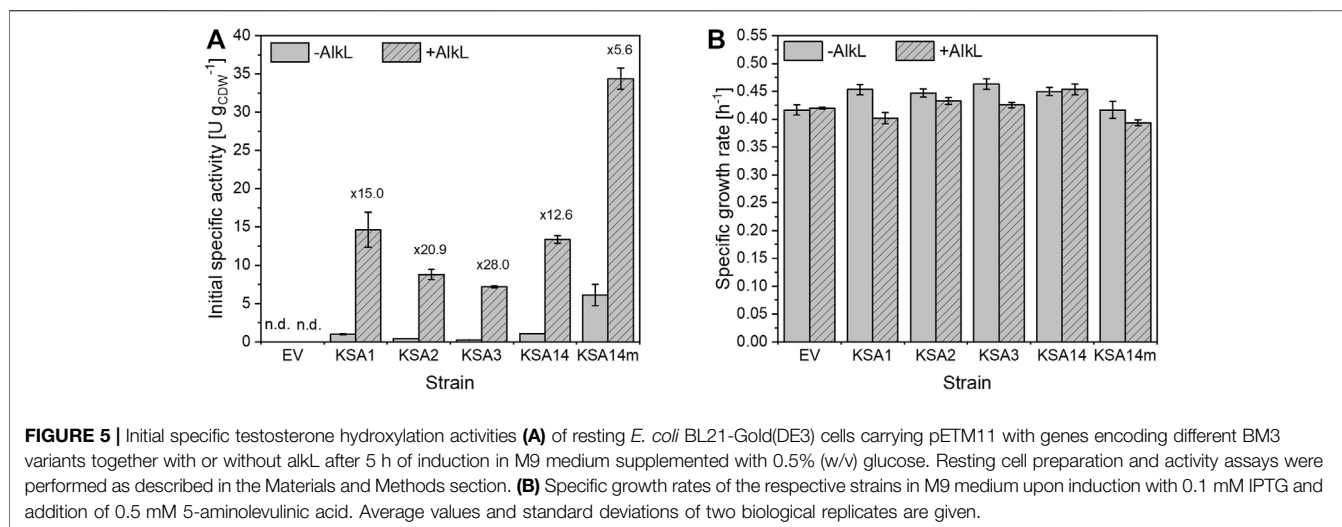 A
-AlkL
+AlkL
Initial specific activity [U gCDW-1]
40
35
30
25
20
15
10
5
0
n.d. n.d.
x15.0
x20.9
x28.0
x12.6
x5.6
EV KSA1 KSA2 KSA3 KSA14 KSA14m
Strain
B
-AlkL
+AlkL
Specific growth rate [h-1]
0.55
0.50
0.45
0.40
0.35
0.30
0.25
0.20
0.15
0.10
0.05
0.00
EV KSA1 KSA2 KSA3 KSA14 KSA14m
Strain
FIGURE 5 | Initial specific testosterone hydroxylation activities (A) of resting E. coli BL21-Gold(DE3) cells carrying pETM11 with genes encoding different BM3
variants together with or without alkL after 5 h of induction in M9 medium supplemented with 0.5% (w/v) glucose. Resting cell preparation and activity assays were
performed as described in the Materials and Methods section. (B) Specific growth rates of the respective strains in M9 medium upon induction with 0.1 mM IPTG and
addition of 0.5 mM 5-aminolevulinic acid. Average values and standard deviations of two biological replicates are given.